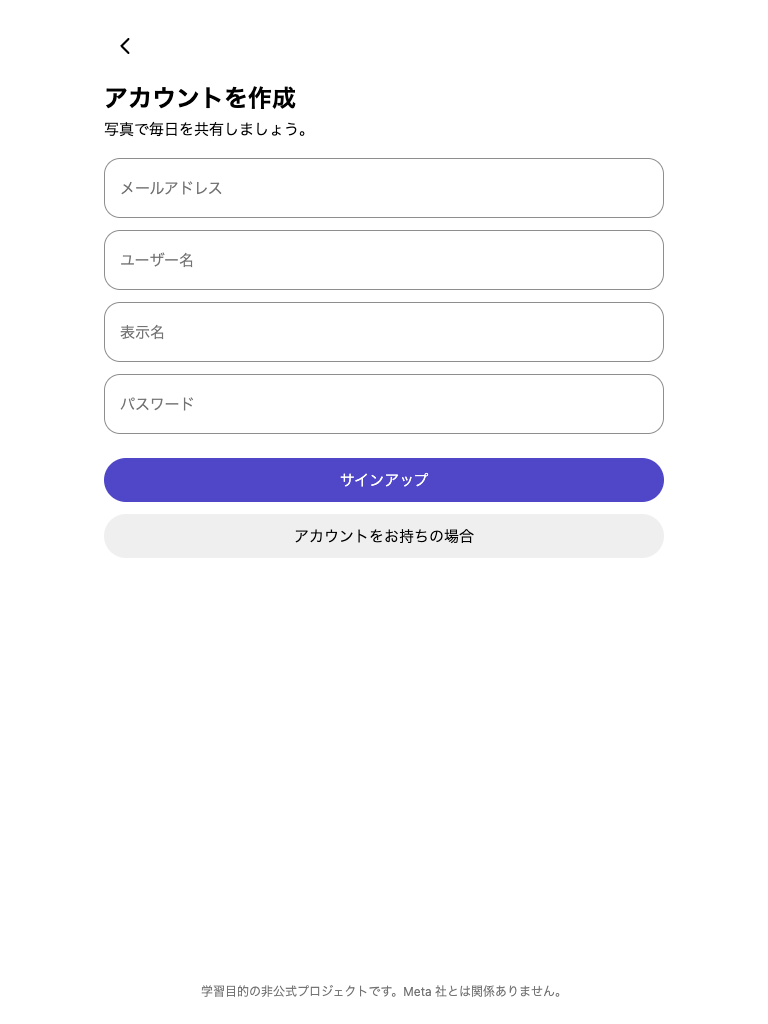 アカウントを作成
写真で毎日を共有しましょう。
メールアドレス
ユーザー名
表示名
パスワード
サインアップ
アカウントをお持ちの場合
学習目的の非公式プロジェクトです。Meta 社とは関係ありません。